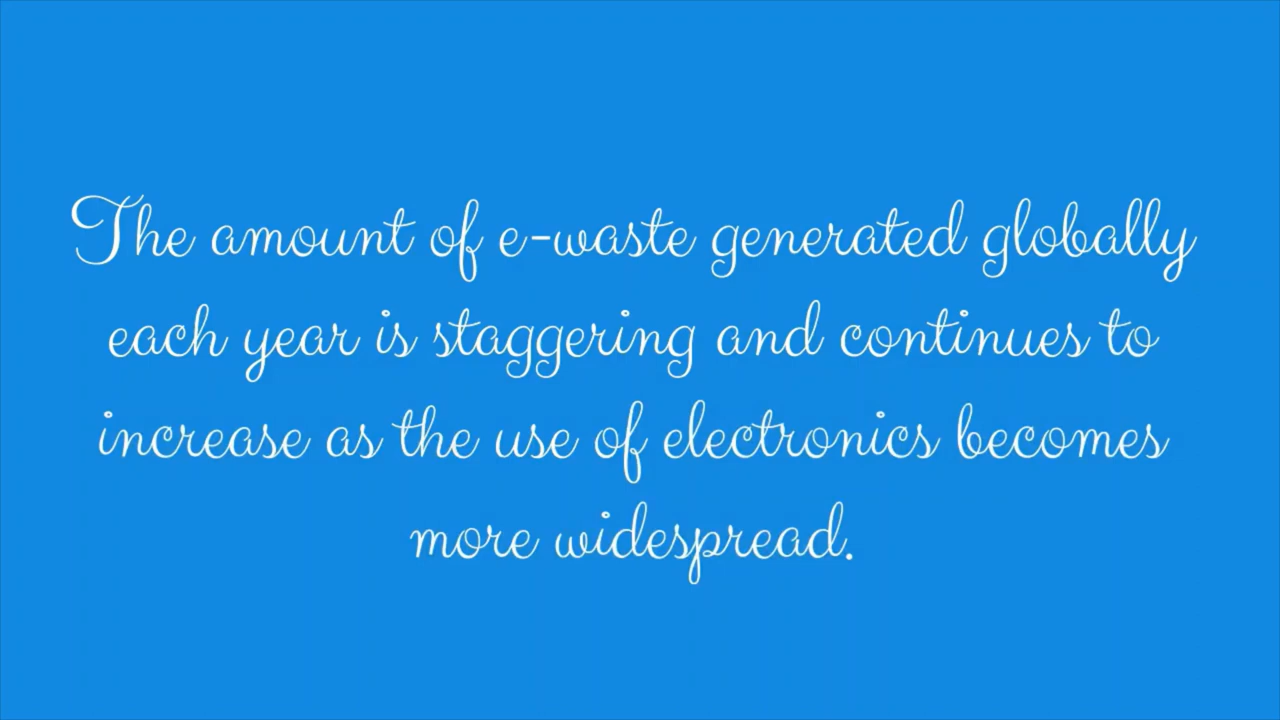 The amount of e-waste generated globally
each year is staggering and continues to
increase as the use of electronics becomes
more widespread.